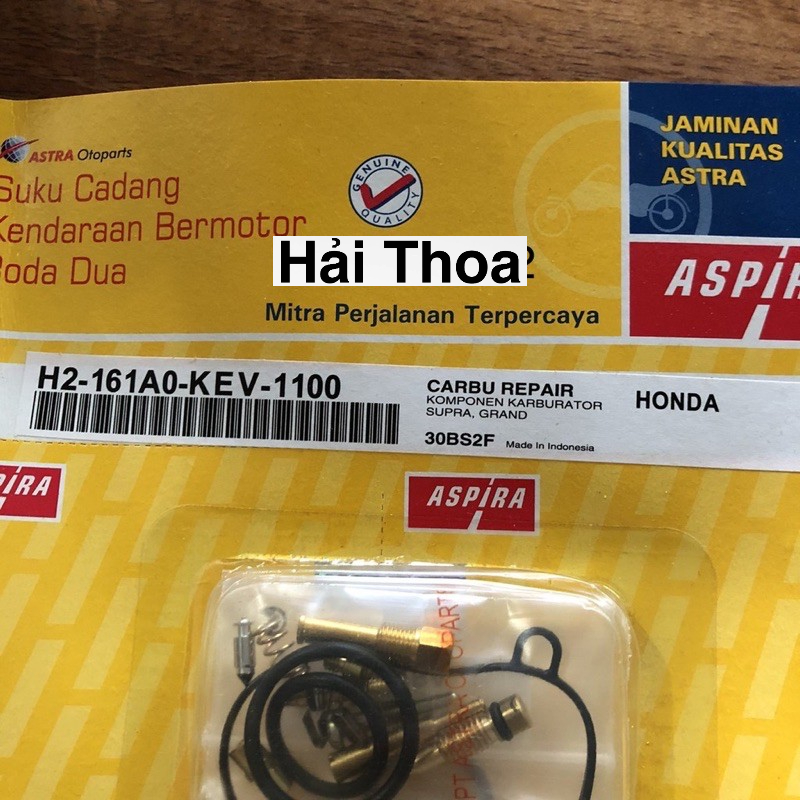 ASTRA Otoparts
Suku Cadang
Kendaraan Bermotor
Roda Dua
GENUINE
QUALITY
Hải Thoa
2
Mitra Perjalanan Terpercaya
JAMINAN
KUALITAS
ASTRA
ASPIRA
H2-161A0-KEV-1100
CARBU REPAIR
KOMPONEN KARBURATOR
SUPRA, GRAND
30BS2F Made In Indonesia
HONDA
ASPIRA
ASPIRA